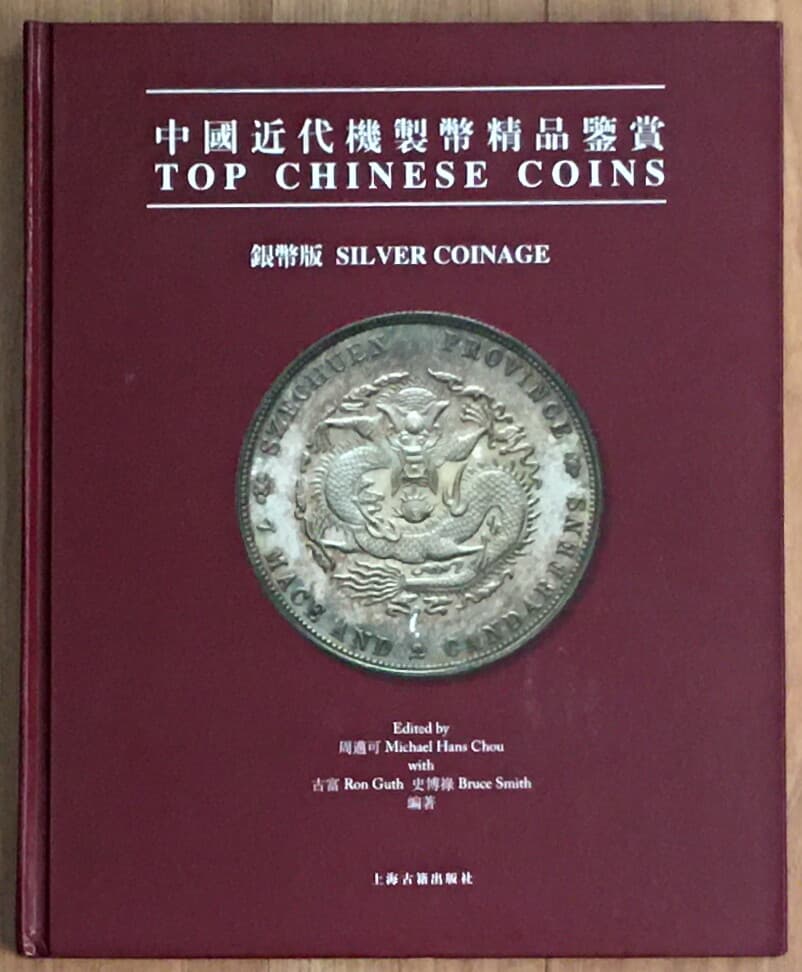 中國近代機製幣精品鑒賞
TOP CHINESE COINS
銀幣版 SILVER COINAGE
SZECHUEN PROVINCE
7 MACE AND 2 CANDAREENS
Edited by
周邁可 Michael Hans Chou
with
古富 Ron Guth 史博祿 Bruce Smith
編著
上海古籍出版社